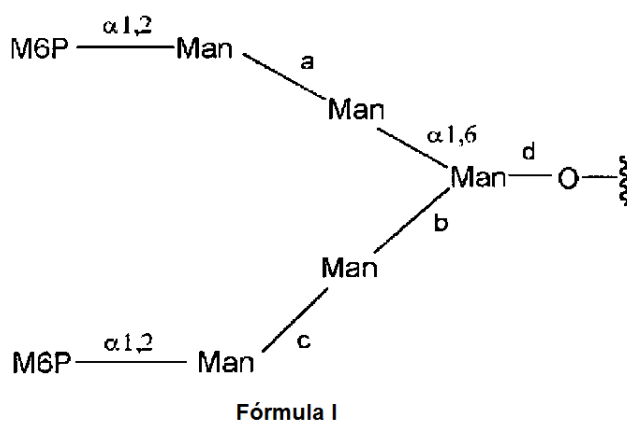 M6P α1,2 Man
a
Man
α1,6
Man d O
b
Man
c
M6P α1,2 Man
Fórmula I